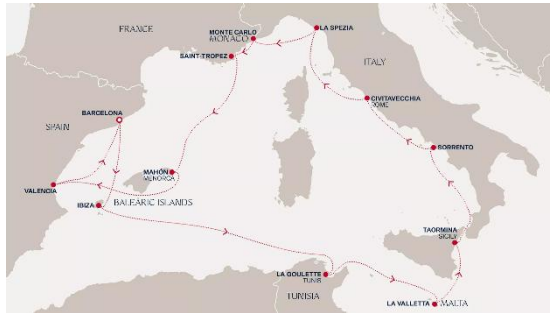 FRANCE
MONTE CARLO
MONACO
LA SPEZIA
SAINT-TROPEZ
ITALY
CIVITAVECCHIA
ROME
BARCELONA
SPAIN
SORRENTO
MAHÓN
MENORCA
VALENCIA
IBIZA
BALEARIC ISLANDS
TAORMINA
SICILY
LA GOULETTE
TUNIS
TUNISIA
LA VALLETTA
MALTA